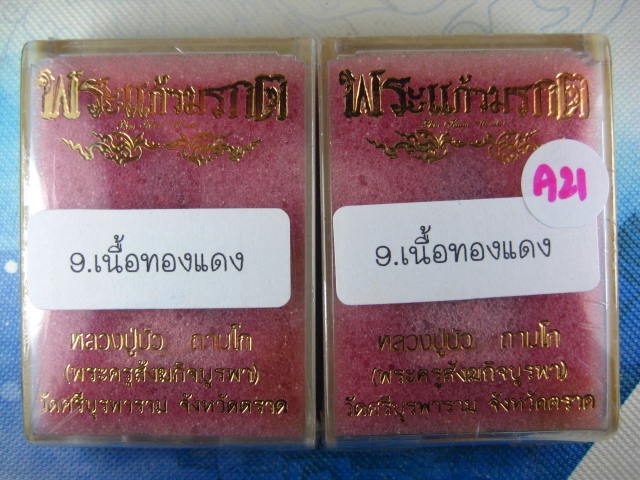 พระแก้วมรกต
9.เนื้อทองแดง
หลวงปู่บัว ถามโก
(พระครูสังฆกิจบูรพา)
วัดศรีบุรพาราม จังหวัดตราด
พระแก้วมรกต
A21
9.เนื้อทองแดง
หลวงปู่บัว ถามโก
(พระครูสังฆกิจบูรพา)
วัดศรีบุรพาราม จังหวัดตราด